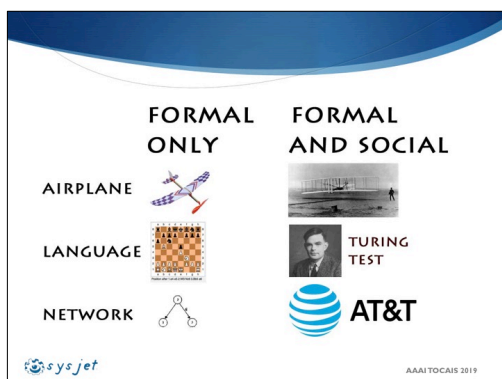 FORMAL ONLY
FORMAL AND SOCIAL
AIRPLANE
LANGUAGE
TURING TEST
NETWORK
AT&T
sysjet
AAAI TOCAIS 2019